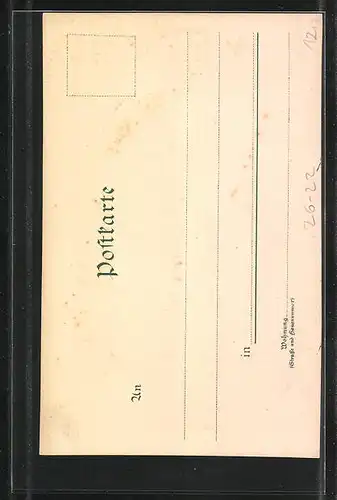 Postkarte
An
in
Wohnung
(Straße und Hausnummer)
26-22
12.